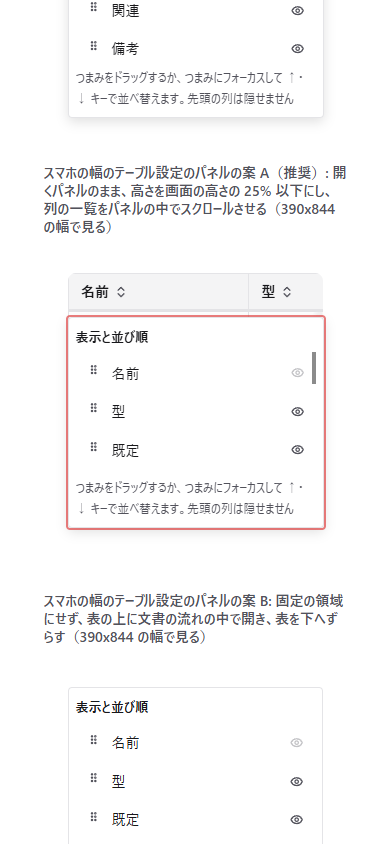 関連
備考
つまみをドラッグするか、つまみにフォーカスして ↑・
↓ キーで並べ替えます。先頭の列は隠せません
スマホの幅のテーブル設定のパネルの案 A（推奨）: 開
くパネルのまま、高さを画面の高さの 25% 以下にし、
列の一覧をパネルの中でスクロールさせる（390x844
の幅で見る）
名前 型
表示と並び順
名前
型
既定
つまみをドラッグするか、つまみにフォーカスして ↑・
↓ キーで並べ替えます。先頭の列は隠せません
スマホの幅のテーブル設定のパネルの案 B: 固定の領域
にせず、表の上に文書の流れの中で開き、表を下へず
らす（390x844 の幅で見る）
表示と並び順
名前
型
既定